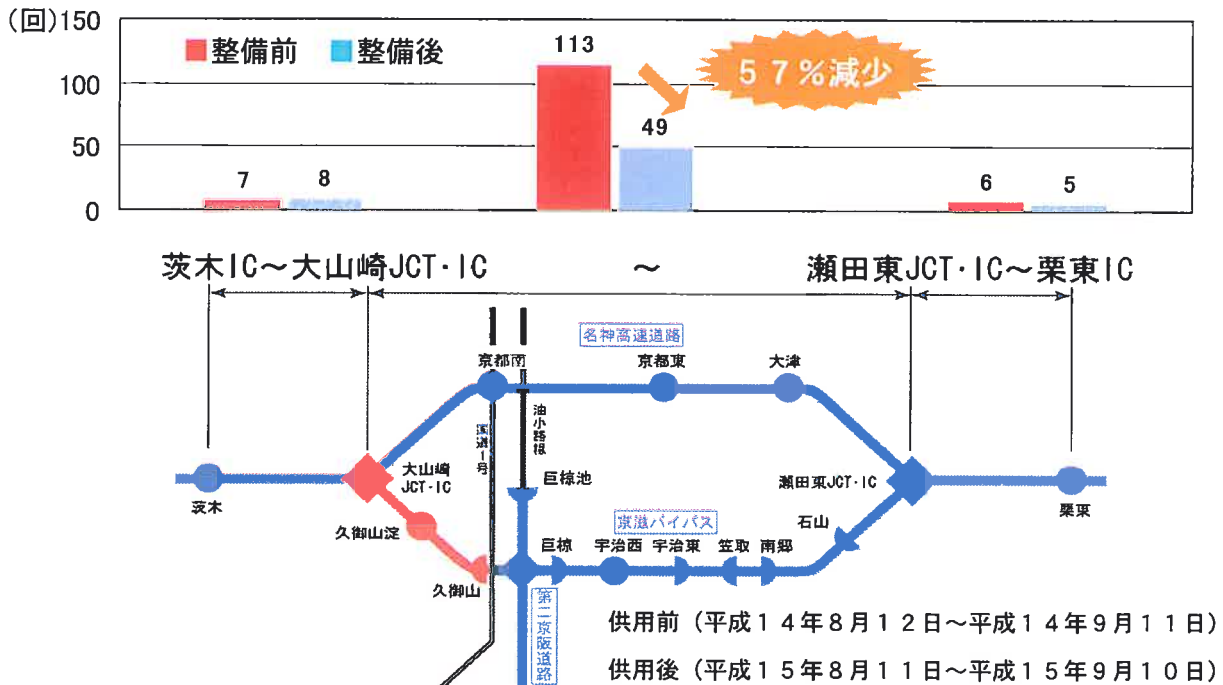 (回)
150
100
50
0
整備前 整備後
113
57%減少
49
7
8
6
5
茨木IC～大山崎JCT・IC ～ 瀬田東JCT・IC～栗東IC
名神高速道路
京都南
京都東
大津
国道1号
油小路線
茨木
大山崎
JCT・IC
巨椋池
瀬田東JCT・IC
栗東
久御山淀
京滋バイパス
石山
久御山
巨椋
宇治西
宇治東
笠取
南郷
第二京阪道路
供用前（平成14年8月12日～平成14年9月11日）
供用後（平成15年8月11日～平成15年9月10日）